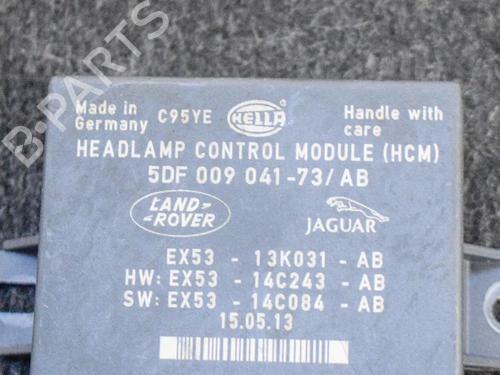 B-PARTS
Made in Germany
C95YE
HELLA
Handle with care
HEADLAMP CONTROL MODULE (HCM)
5DF 009 041-73/AB
LAND ROVER
JAGUAR
EX53 - 13K031 - AB
HW: EX53 - 14C243 - AB
SW: EX53 - 14C084 - AB
15.05.13